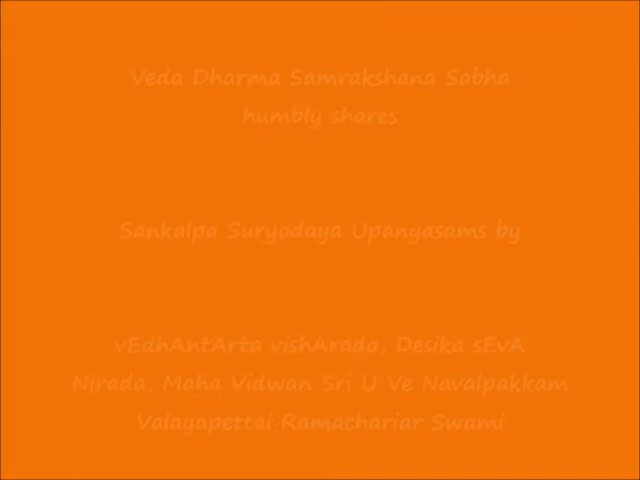 Veda Dharma Samrakshana Sabha
humbly shares
Sankalpa Suryodaya Upanyasams by
vEdhAntArta vishArada, Desika sEvA
Nirada, Maha Vidwan Sri U Ve Navalpakkam
Valayapettai Ramachariar Swami